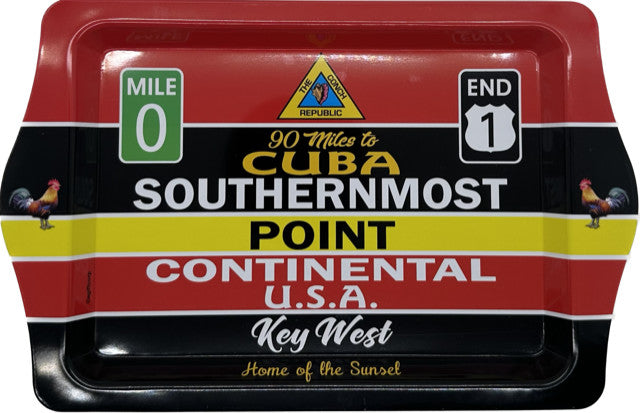 MILE
0
THE CONCH
REPUBLIC
END
1
90 Miles to
CUBA
SOUTHERNMOST
POINT
CONTINENTAL
U.S.A.
Key West
Home of the Sunset